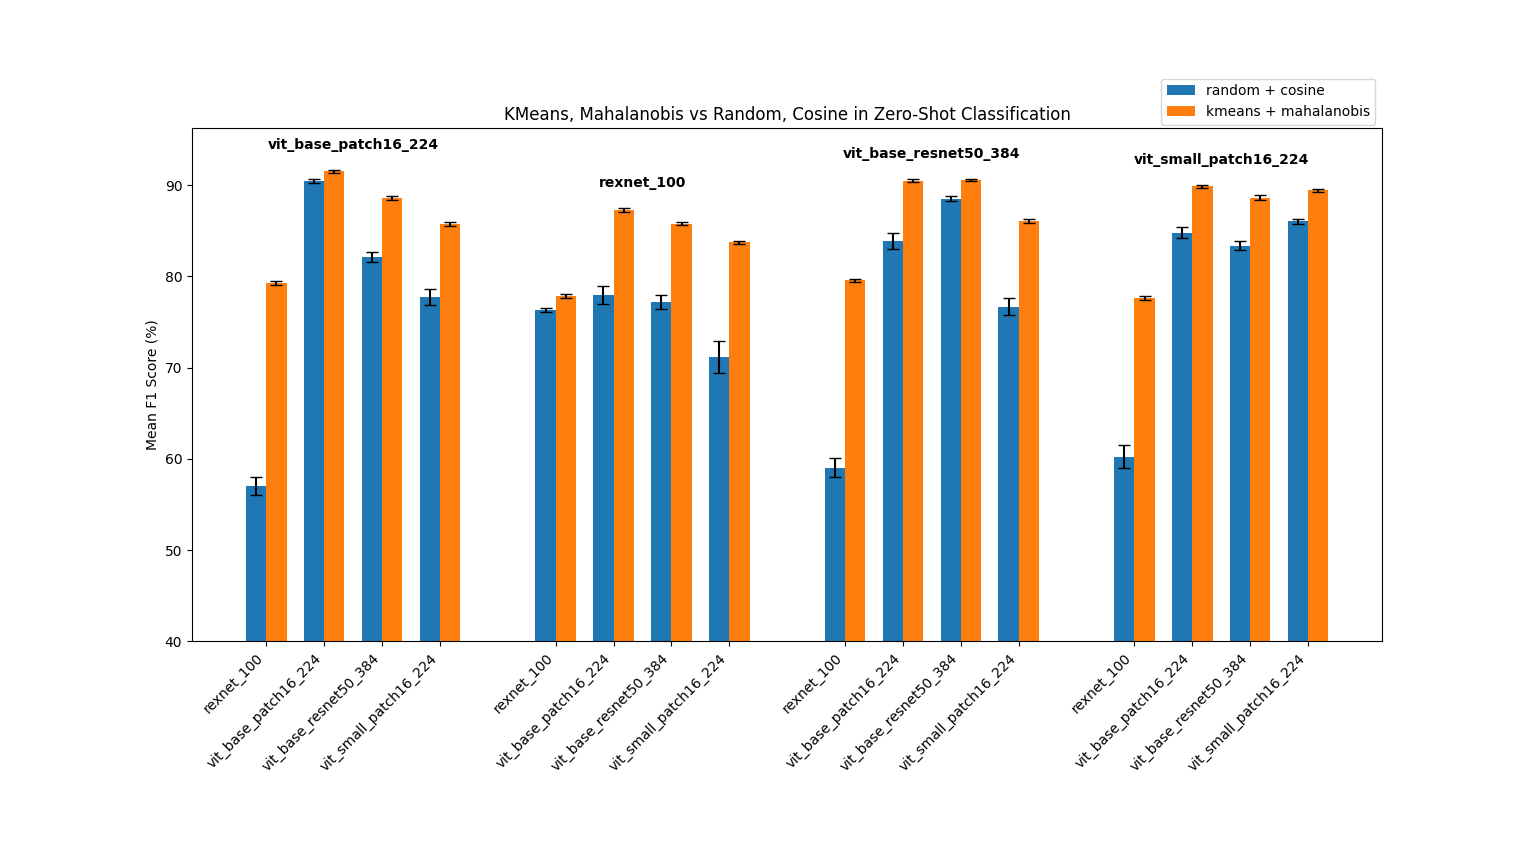 random + cosine
kmeans + mahalanobis
KMeans, Mahalanobis vs Random, Cosine in Zero-Shot Classification
vit_base_patch16_224
rexnet_100
vit_base_resnet50_384
vit_small_patch16_224
Mean F1 Score (%)
90
80
70
60
50
40
rexnet_100
vit_base_patch16_224
vit_base_resnet50_384
vit_small_patch16_224
rexnet_100
vit_base_patch16_224
vit_base_resnet50_384
vit_small_patch16_224
rexnet_100
vit_base_patch16_224
vit_base_resnet50_384
vit_small_patch16_224
rexnet_100
vit_base_patch16_224
vit_base_resnet50_384
vit_small_patch16_224